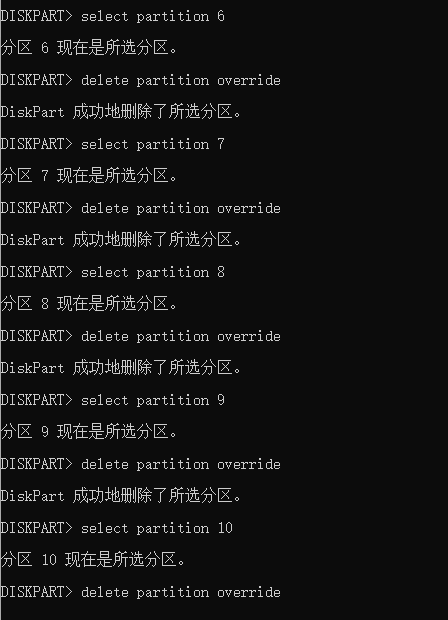 DISKPART> select partition 6
分区 6 现在是所选分区。
DISKPART> delete partition override
DiskPart 成功地删除了所选分区。
DISKPART> select partition 7
分区 7 现在是所选分区。
DISKPART> delete partition override
DiskPart 成功地删除了所选分区。
DISKPART> select partition 8
分区 8 现在是所选分区。
DISKPART> delete partition override
DiskPart 成功地删除了所选分区。
DISKPART> select partition 9
分区 9 现在是所选分区。
DISKPART> delete partition override
DiskPart 成功地删除了所选分区。
DISKPART> select partition 10
分区 10 现在是所选分区。
DISKPART> delete partition override